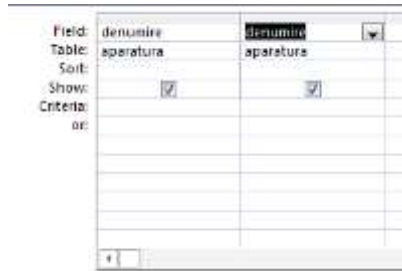 Field: denumire denumire
Table: aparatura aparatura
Sort:
Show:
Criteria:
or: